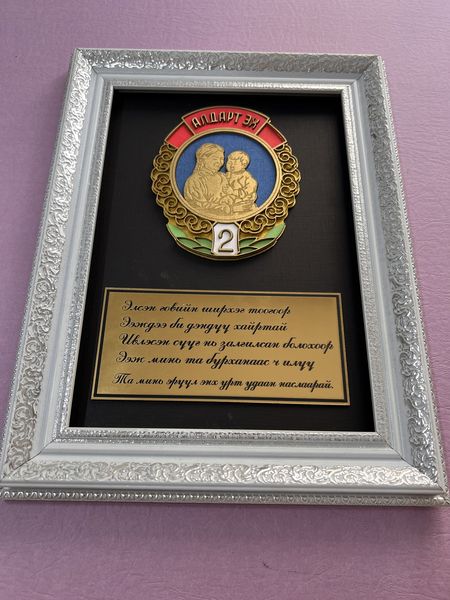 АЛДАРТ ЭХ
2
Элсэн говийн ширхэг тоогоор
Ээждээ би дэндүү хайртай
Ивлэсэн сүүг нь залгилсан болохоор
Ээж минь та бурханаас ч илүү
Та минь эрүүл энх урт удаан наслаарай.